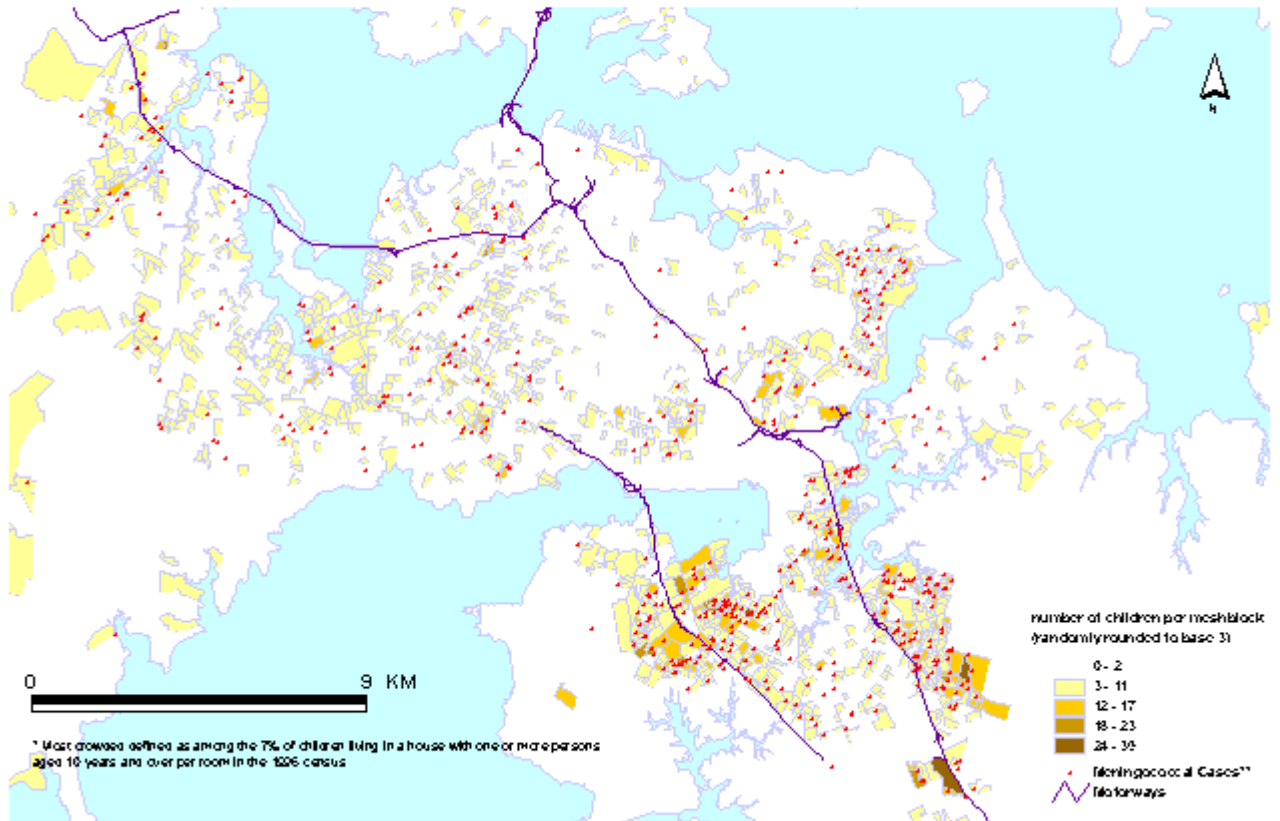 N
number of children per meshblock
(randomly rounded to base 3)
0 - 2
3 - 11
12 - 17
18 - 23
24 - 39
Meningococcal Cases**
Motorways
0 9 KM
* Most crowded defined as among the 7% of children living in a house with one or more persons
aged 10 years and over per room in the 1996 census